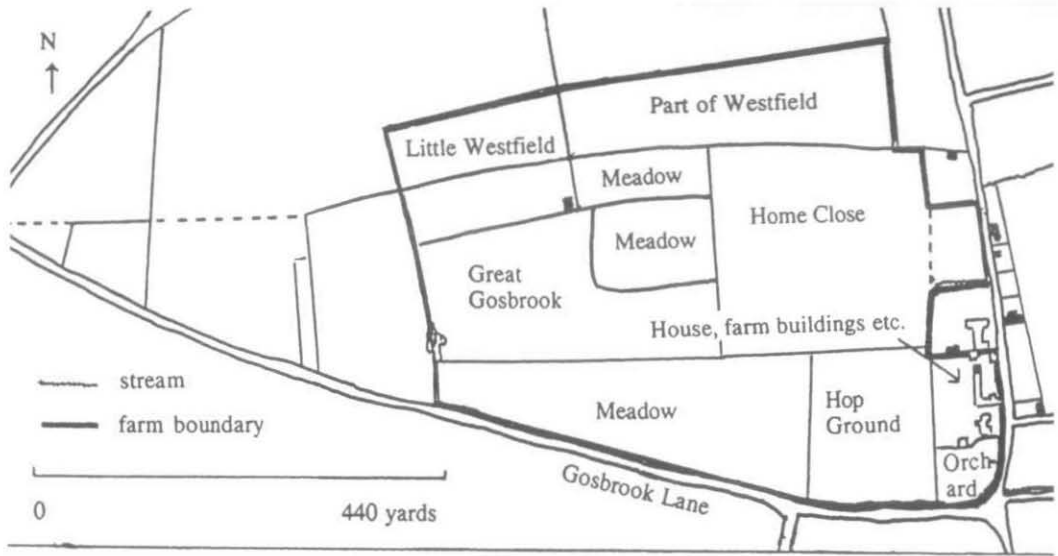 N
Part of Westfield
Little Westfield
Meadow
Home Close
Meadow
Great
Gosbrook
House, farm buildings etc.
stream
farm boundary
Meadow
Hop
Ground
Orch
ard
Gosbrook Lane
0
440 yards